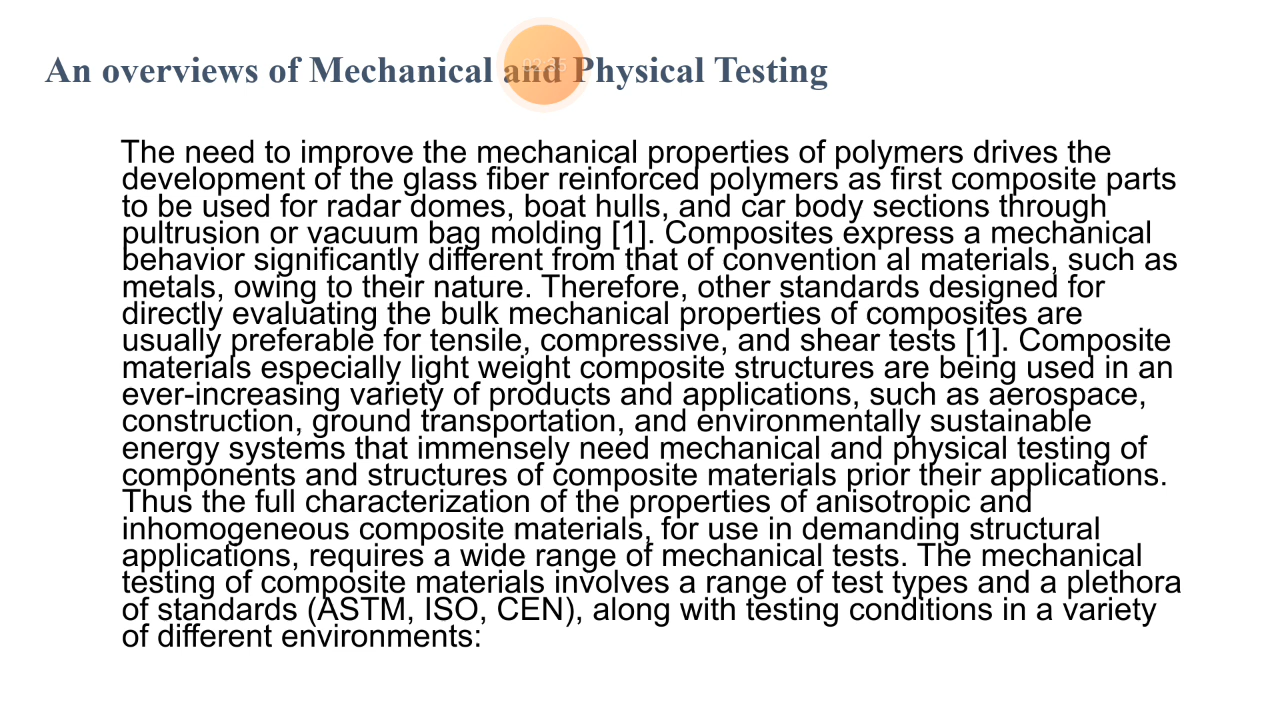 An overviews of Mechanical and Physical Testing
The need to improve the mechanical properties of polymers drives the
development of the glass fiber reinforced polymers as first composite parts
to be used for radar domes, boat hulls, and car body sections through
pultrusion or vacuum bag molding [1]. Composites express a mechanical
behavior significantly different from that of convention al materials, such as
metals, owing to their nature. Therefore, other standards designed for
directly evaluating the bulk mechanical properties of composites are
usually preferable for tensile, compressive, and shear tests [1]. Composite
materials especially light weight composite structures are being used in an
ever-increasing variety of products and applications, such as aerospace,
construction, ground transportation, and environmentally sustainable
energy systems that immensely need mechanical and physical testing of
components and structures of composite materials prior their applications.
Thus the full characterization of the properties of anisotropic and
inhomogeneous composite materials, for use in demanding structural
applications, requires a wide range of mechanical tests. The mechanical
testing of composite materials involves a range of test types and a plethora
of standards (ASTM, ISO, CEN), along with testing conditions in a variety
of different environments: